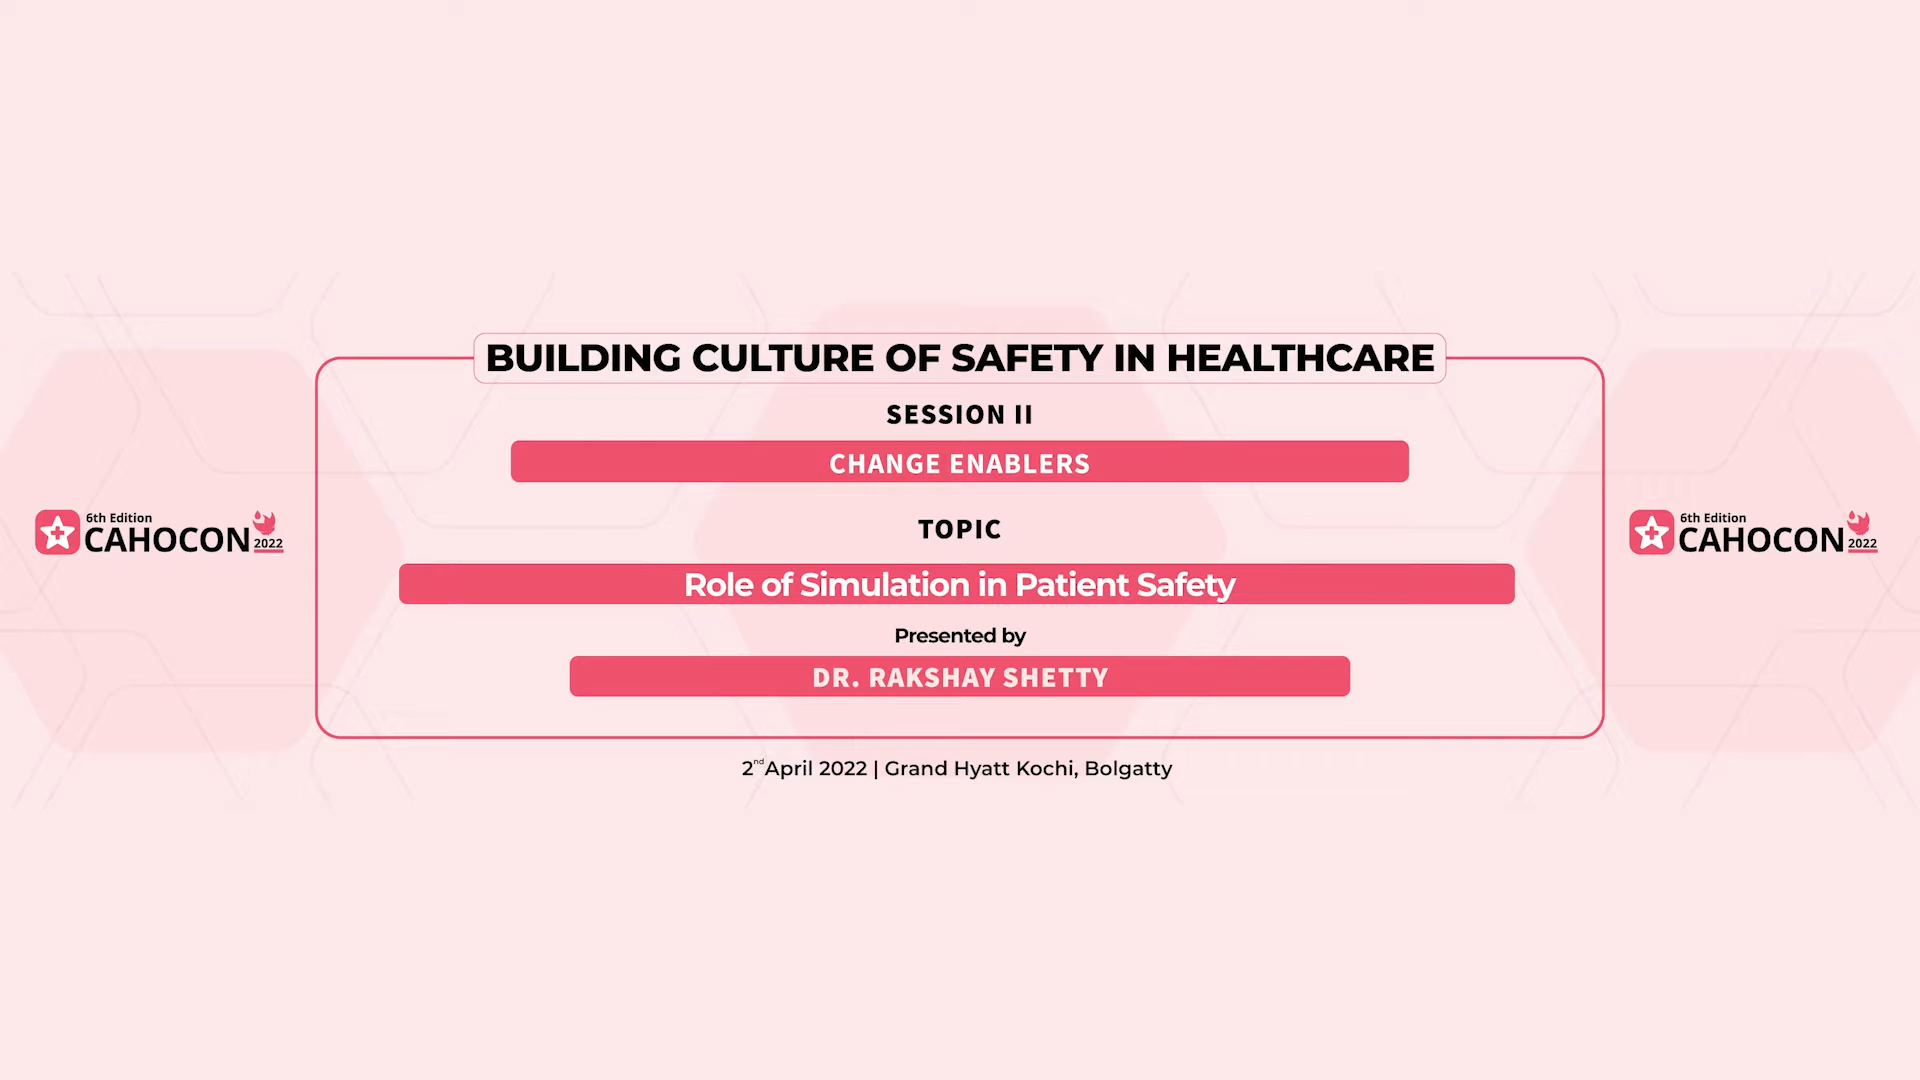 BUILDING CULTURE OF SAFETY IN HEALTHCARE
SESSION II
CHANGE ENABLERS
TOPIC
Role of Simulation in Patient Safety
Presented by
DR. RAKSHAY SHETTY
2nd April 2022 | Grand Hyatt Kochi, Bolgatty
6th Edition
CAHOCON 2022
6th Edition
CAHOCON 2022